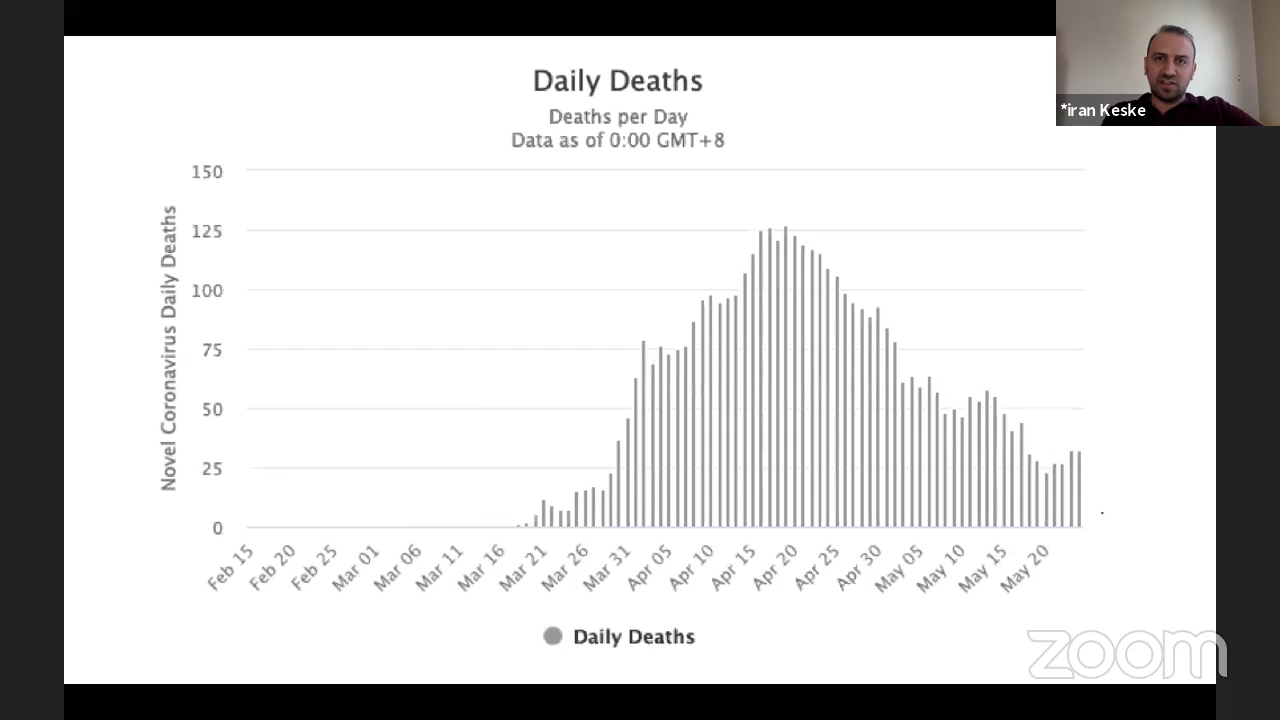 Daily Deaths
Deaths per Day
Data as of 0:00 GMT+8
*iran Keske
Novel Coronavirus Daily Deaths
150
125
100
75
50
25
0
Feb 15
Feb 20
Feb 25
Mar 01
Mar 06
Mar 11
Mar 16
Mar 21
Mar 26
Mar 31
Apr 05
Apr 10
Apr 15
Apr 20
Apr 25
Apr 30
May 05
May 10
May 15
May 20
Daily Deaths
zoom